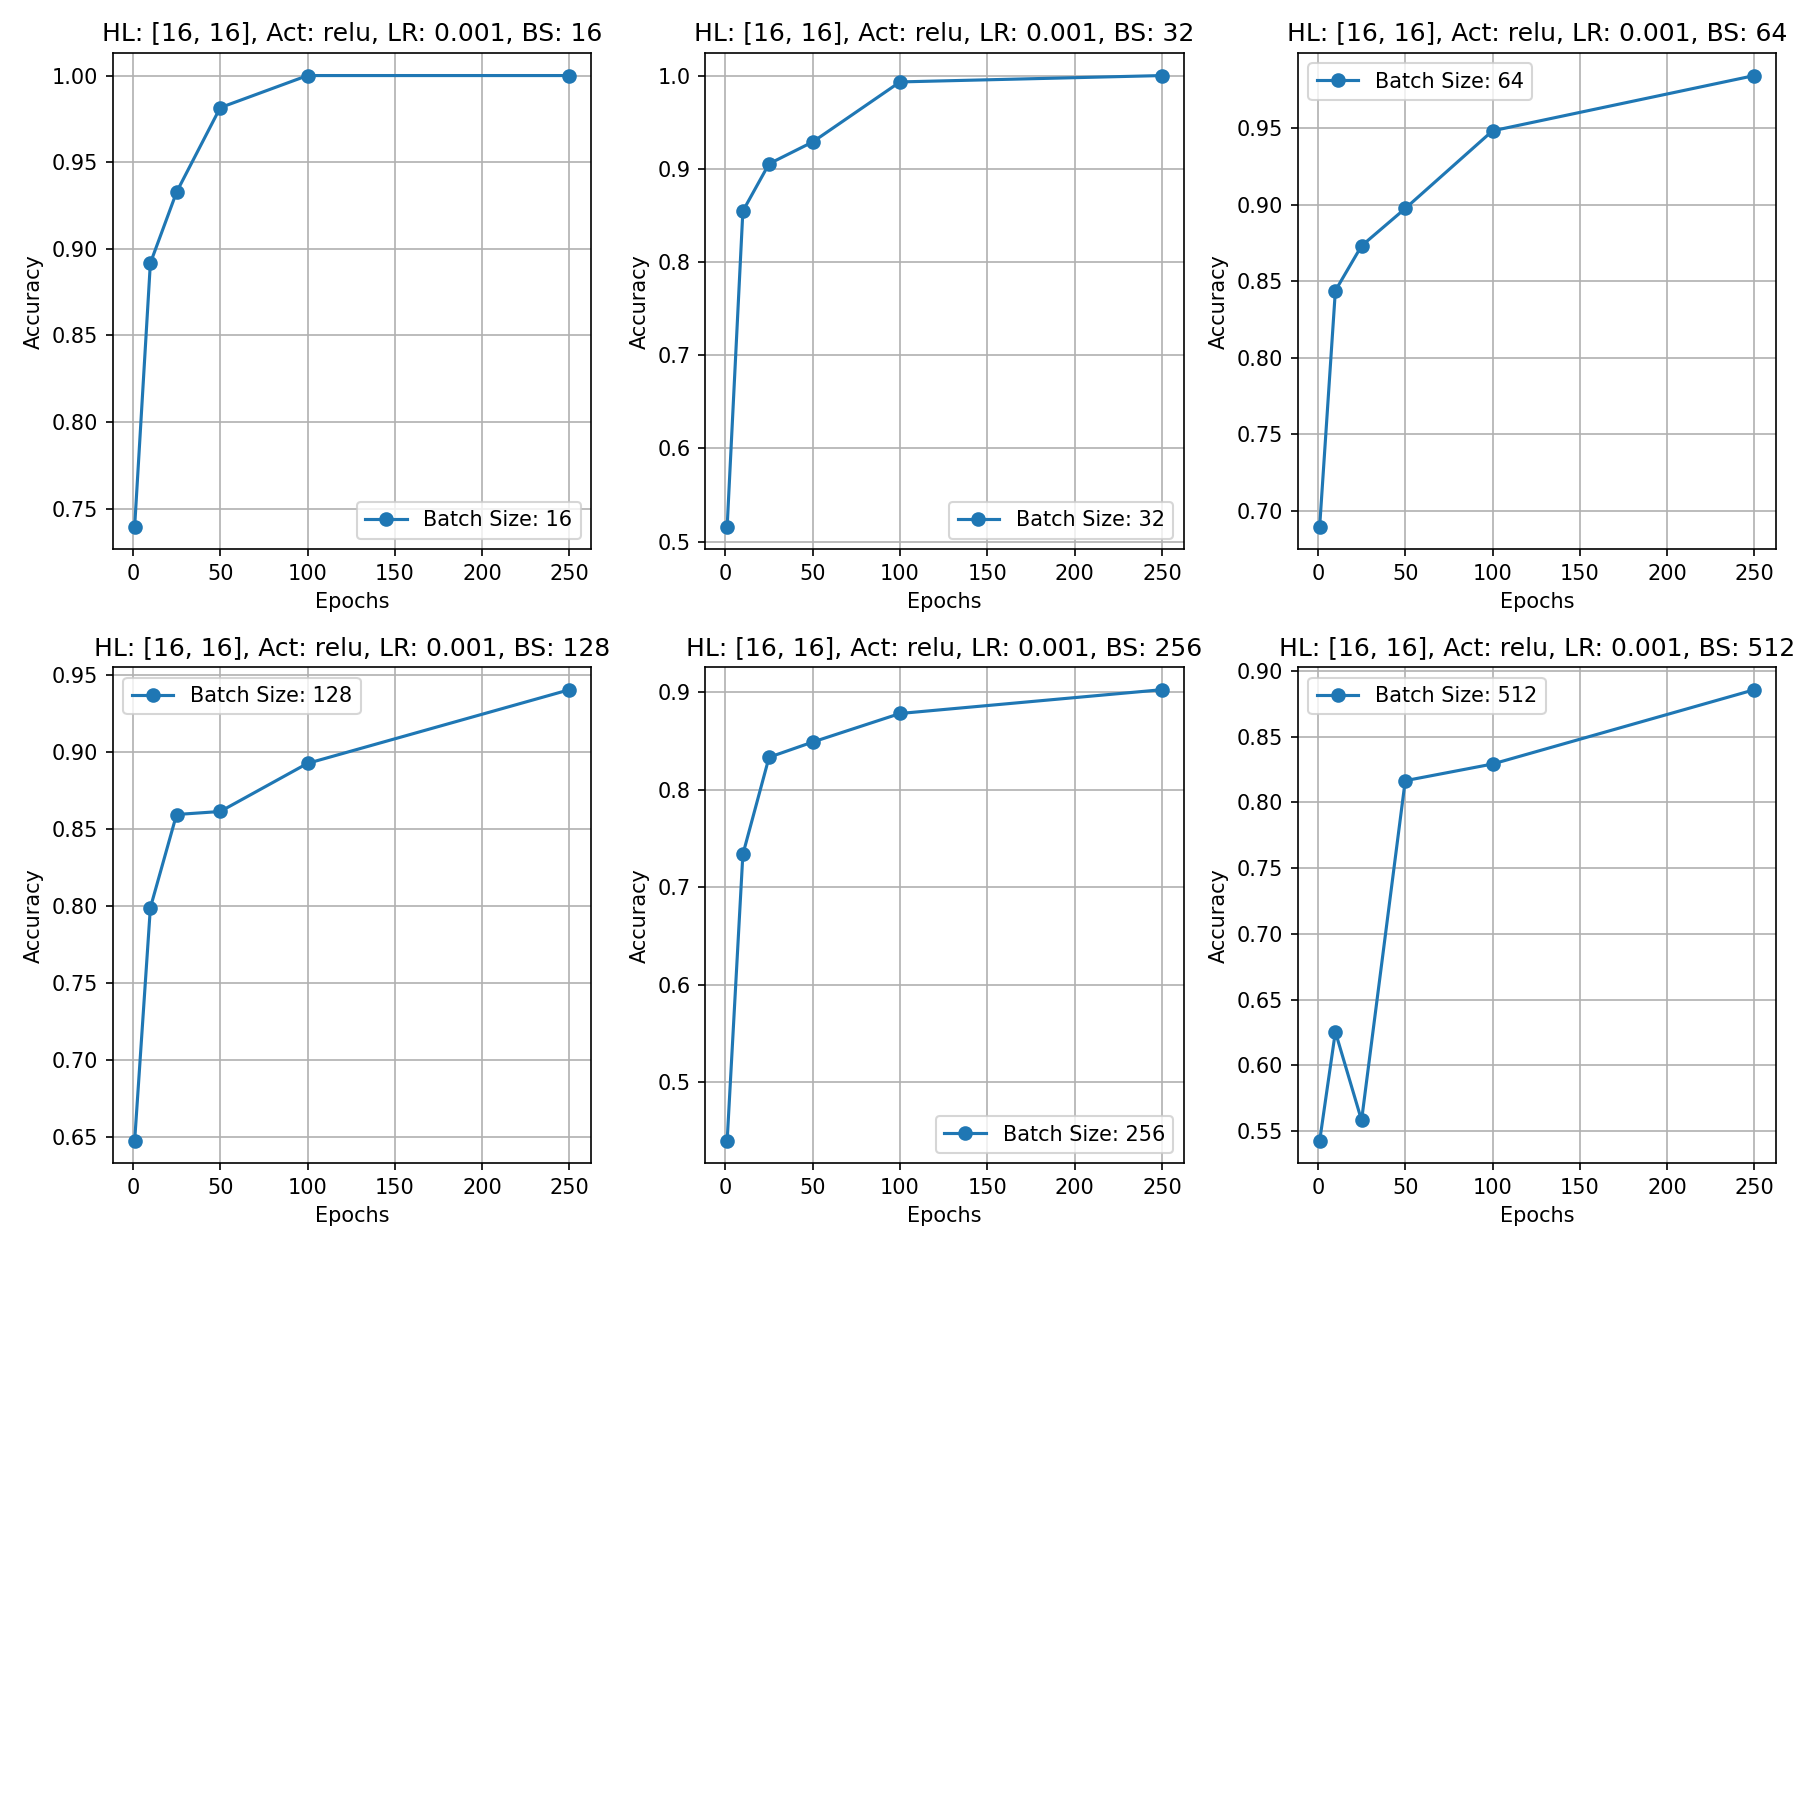 HL: [16, 16], Act: relu, LR: 0.001, BS: 16
1.00
0.95
0.90
0.85
0.80
0.75
Accuracy
Batch Size: 16
0 50 100 150 200 250
Epochs
HL: [16, 16], Act: relu, LR: 0.001, BS: 32
1.0
0.9
0.8
0.7
0.6
0.5
Accuracy
Batch Size: 32
0 50 100 150 200 250
Epochs
HL: [16, 16], Act: relu, LR: 0.001, BS: 64
Batch Size: 64
0.95
0.90
0.85
0.80
0.75
0.70
Accuracy
0 50 100 150 200 250
Epochs
HL: [16, 16], Act: relu, LR: 0.001, BS: 128
Batch Size: 128
0.95
0.90
0.85
0.80
0.75
0.70
0.65
Accuracy
0 50 100 150 200 250
Epochs
HL: [16, 16], Act: relu, LR: 0.001, BS: 256
0.9
0.8
0.7
0.6
0.5
Accuracy
Batch Size: 256
0 50 100 150 200 250
Epochs
HL: [16, 16], Act: relu, LR: 0.001, BS: 512
Batch Size: 512
0.90
0.85
0.80
0.75
0.70
0.65
0.60
0.55
Accuracy
0 50 100 150 200 250
Epochs